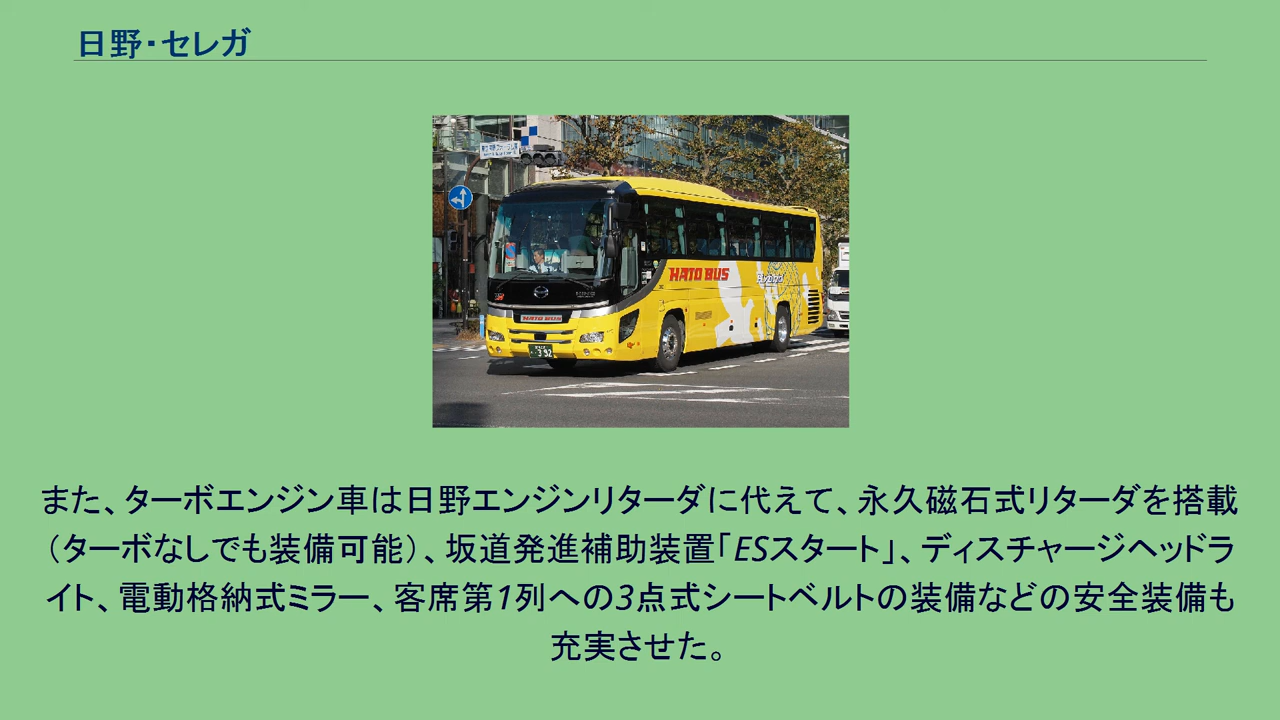 日野・セレガ
HATO BUS
HATO BUS
392
また、ターボエンジン車は日野エンジンリターダに代えて、永久磁石式リターダを搭載
（ターボなしでも装備可能）、坂道発進補助装置「ESスタート」、ディスチャージヘッドラ
イト、電動格納式ミラー、客席第1列への3点式シートベルトの装備などの安全装備も
充実させた。